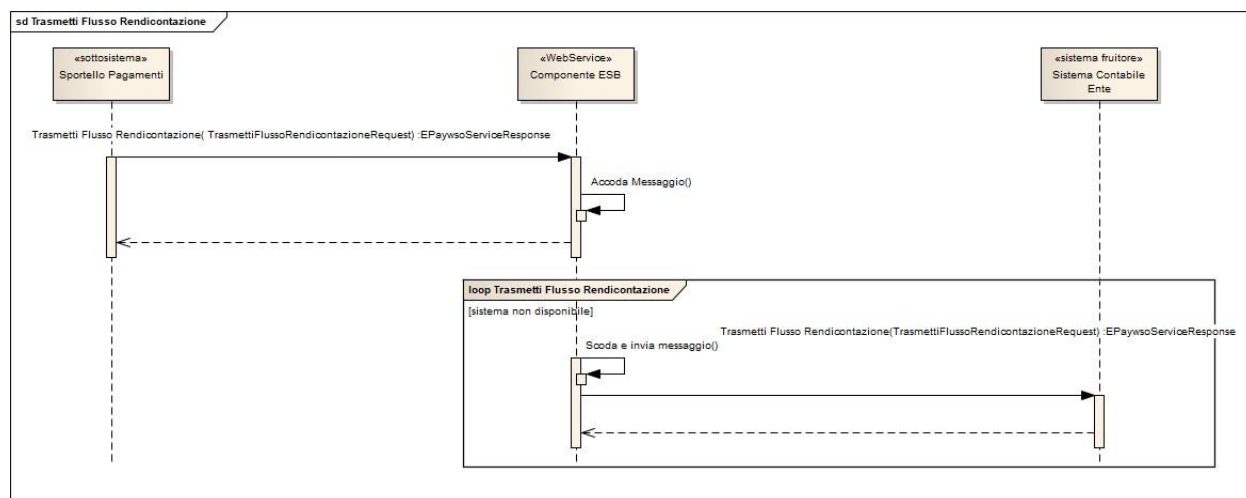 sd Trasmetti Flusso Rendicontazione
«sottosistema»
Sportello Pagamenti
«WebService»
Componente ESB
«sistema fruitore»
Sistema Contabile
Ente
Trasmetti Flusso Rendicontazione( TrasmettiFlussoRendicontazioneRequest) :EPaywsoServiceResponse
Accoda Messaggio()
loop Trasmetti Flusso Rendicontazione
[sistema non disponibile]
Trasmetti Flusso Rendicontazione(TrasmettiFlussoRendicontazioneRequest) :EPaywsoServiceResponse
Scoda e invia messaggio()